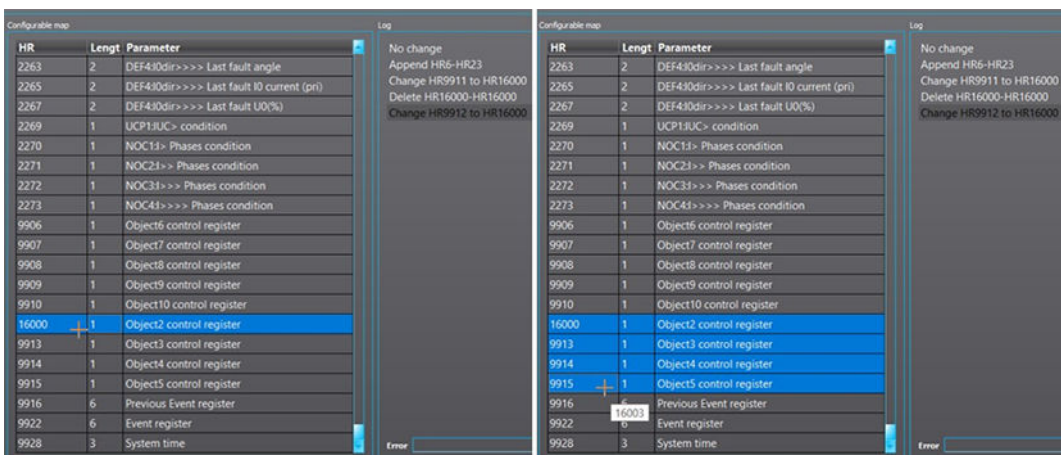 Configurable map
HR Lengt Parameter
2263 2 DEF4:I0dir>>>> Last fault angle
2265 2 DEF4:I0dir>>>> Last fault I0 current (pri)
2267 2 DEF4:I0dir>>>> Last fault U0(%)
2269 1 UCP1:IUC> condition
2270 1 NOC1:I> Phases condition
2271 1 NOC2:I>> Phases condition
2272 1 NOC3:I>>> Phases condition
2273 1 NOC4:I>>>> Phases condition
9906 1 Object6 control register
9907 1 Object7 control register
9908 1 Object8 control register
9909 1 Object9 control register
9910 1 Object10 control register
16000 1 Object2 control register
9913 1 Object3 control register
9914 1 Object4 control register
9915 1 Object5 control register
9916 6 Previous Event register
9922 6 Event register
9928 3 System time
Log
No change
Append HR6-HR23
Change HR9911 to HR16000
Delete HR16000-HR16000
Change HR9912 to HR16000
Error
Configurable map
HR Lengt Parameter
2263 2 DEF4:I0dir>>>> Last fault angle
2265 2 DEF4:I0dir>>>> Last fault I0 current (pri)
2267 2 DEF4:I0dir>>>> Last fault U0(%)
2269 1 UCP1:IUC> condition
2270 1 NOC1:I> Phases condition
2271 1 NOC2:I>> Phases condition
2272 1 NOC3:I>>> Phases condition
2273 1 NOC4:I>>>> Phases condition
9906 1 Object6 control register
9907 1 Object7 control register
9908 1 Object8 control register
9909 1 Object9 control register
9910 1 Object10 control register
16000 1 Object2 control register
9913 1 Object3 control register
9914 1 Object4 control register
9915 1 Object5 control register
9916 6 Previous Event register
16003
9922 6 Event register
9928 3 System time
Log
No change
Append HR6-HR23
Change HR9911 to HR16000
Delete HR16000-HR16000
Change HR9912 to HR16000
Error